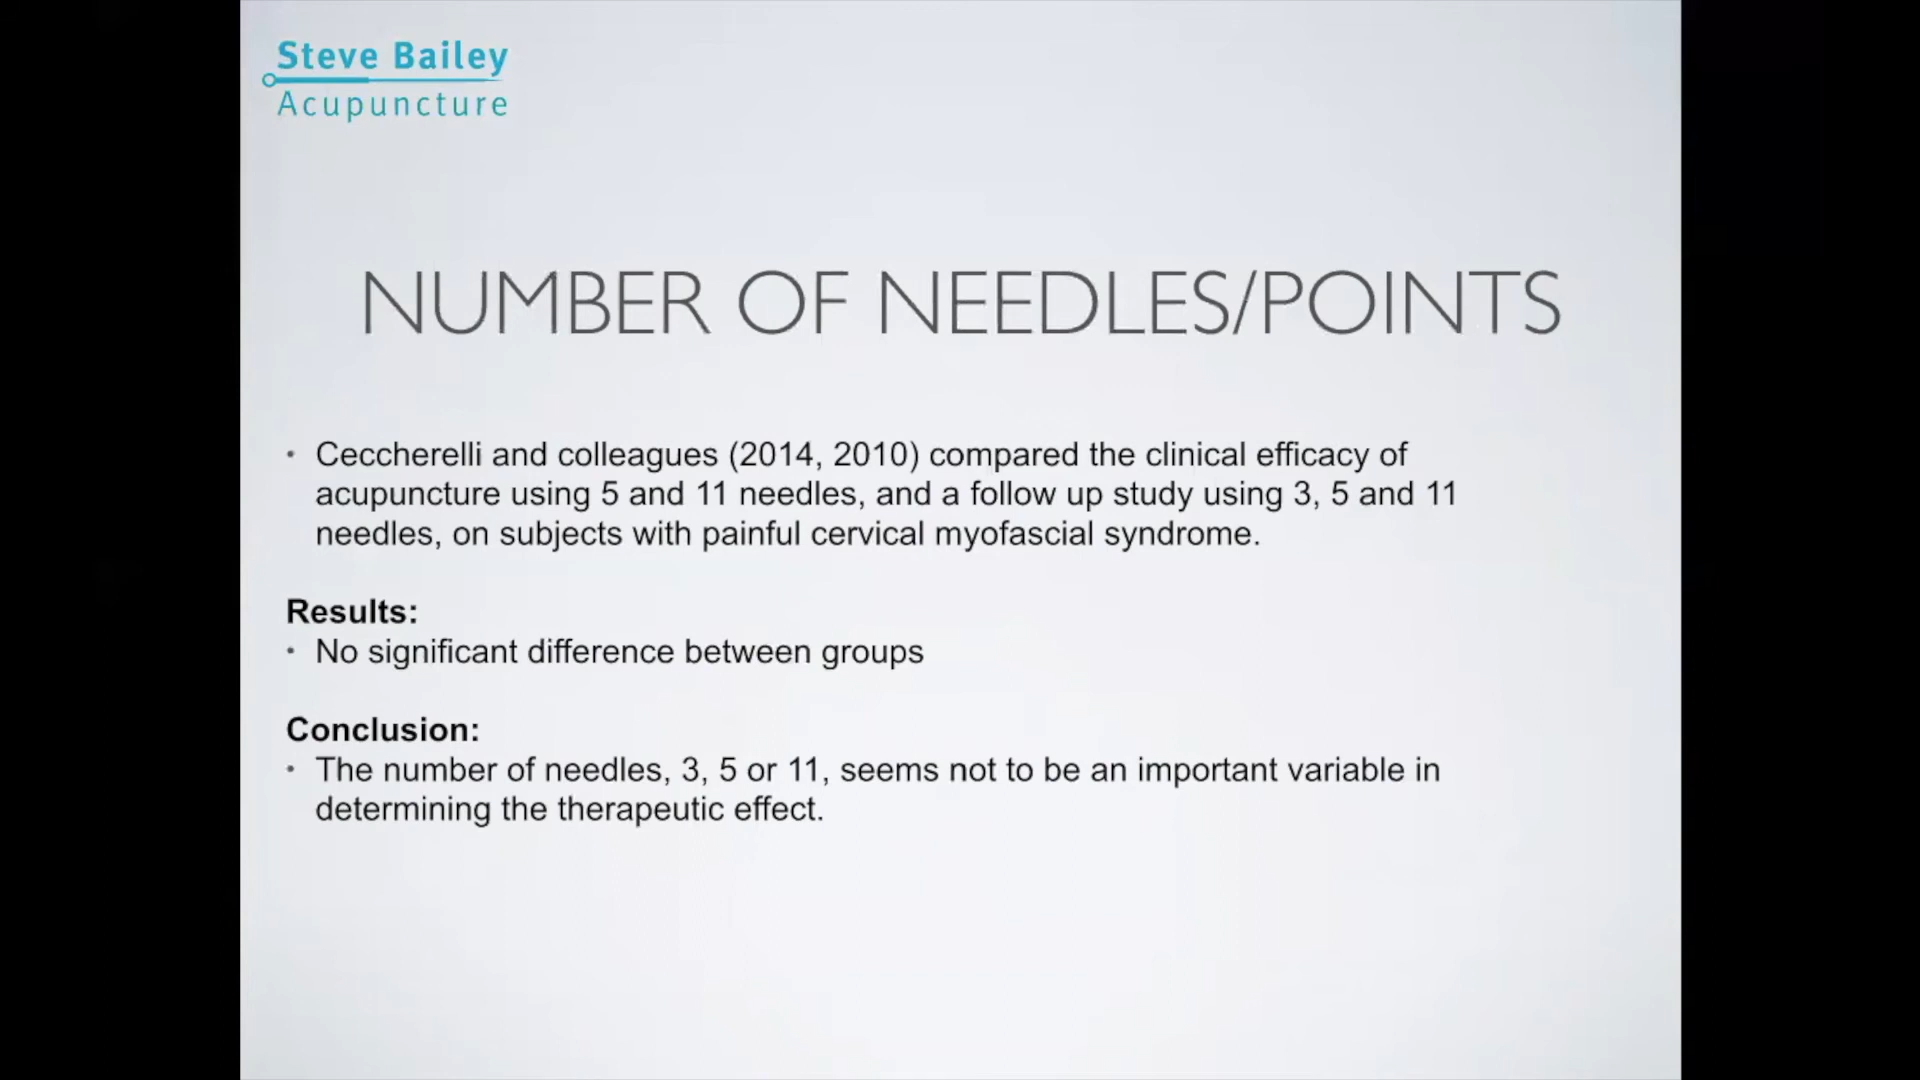 Steve Bailey
Acupuncture
NUMBER OF NEEDLES/POINTS
• Ceccherelli and colleagues (2014, 2010) compared the clinical efficacy of
acupuncture using 5 and 11 needles, and a follow up study using 3, 5 and 11
needles, on subjects with painful cervical myofascial syndrome.
Results:
• No significant difference between groups
Conclusion:
• The number of needles, 3, 5 or 11, seems not to be an important variable in
determining the therapeutic effect.